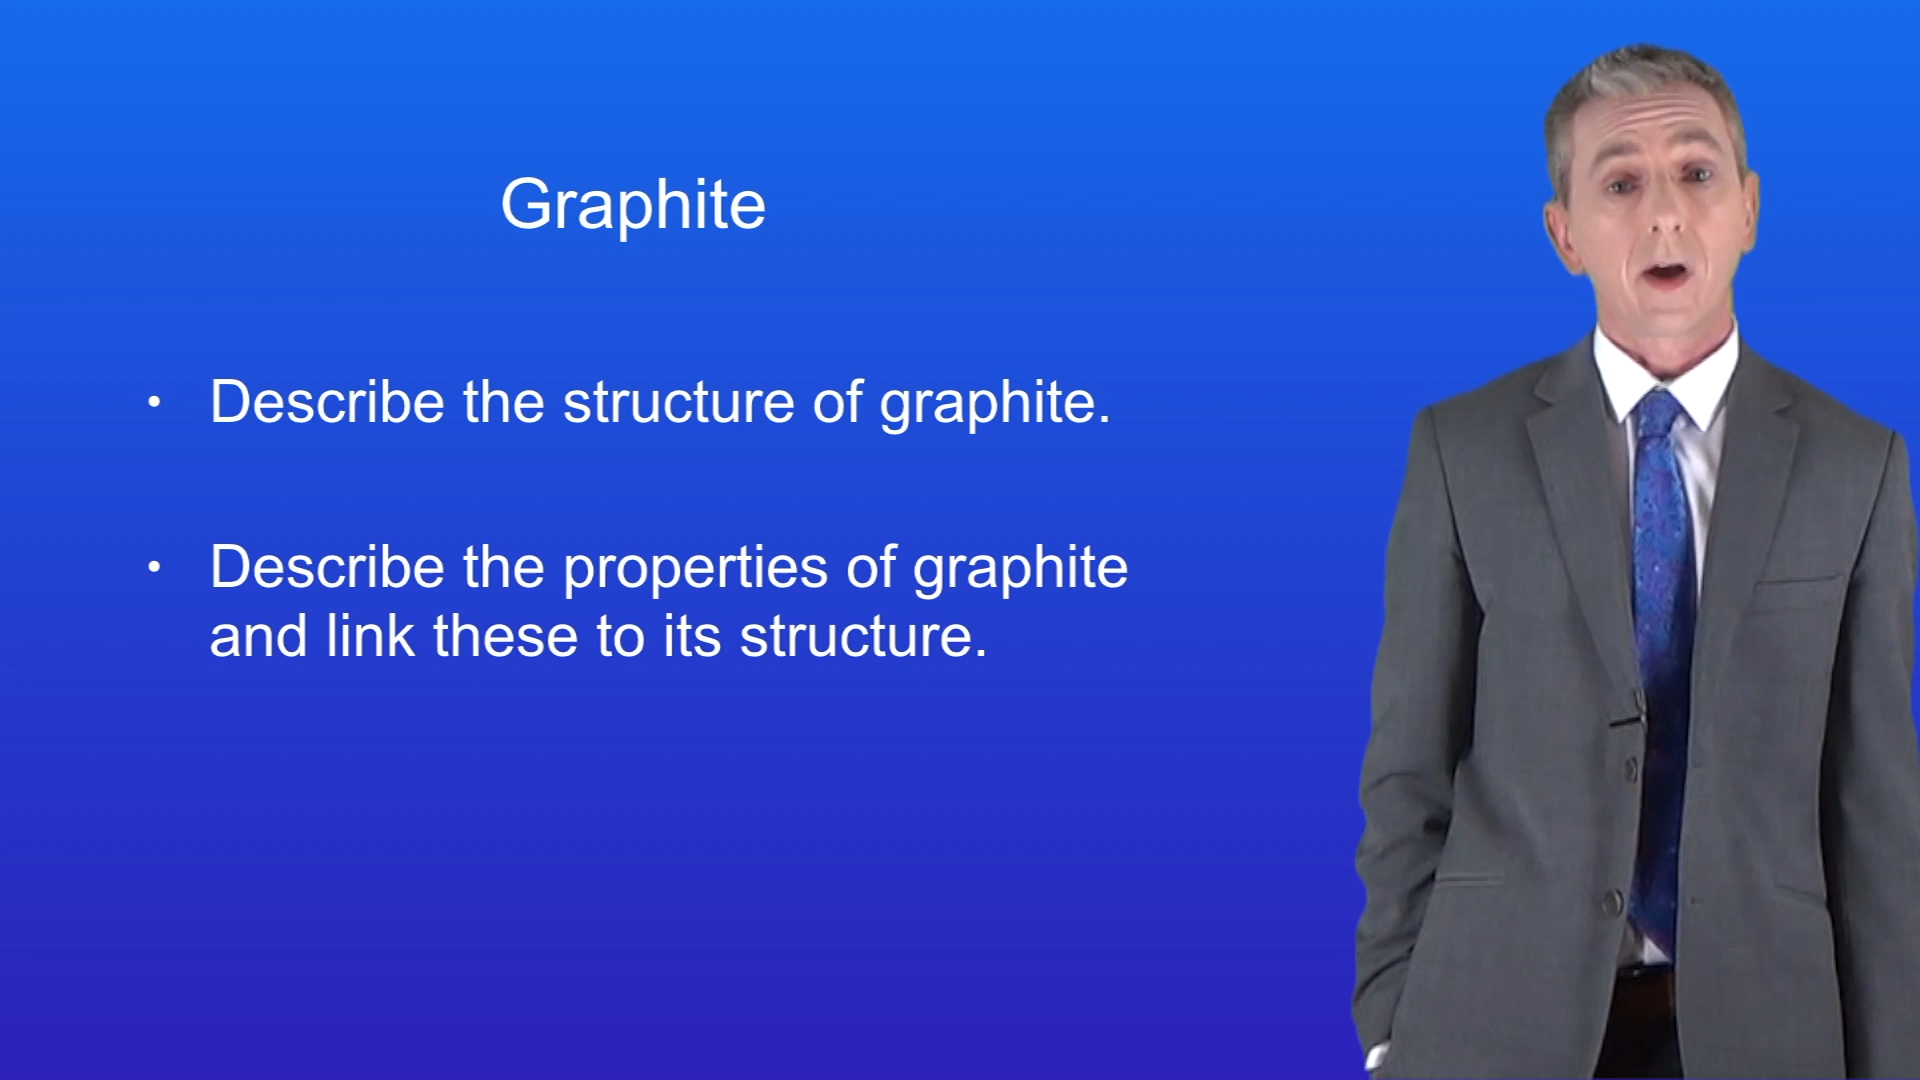 Graphite
• Describe the structure of graphite.
• Describe the properties of graphite
and link these to its structure.